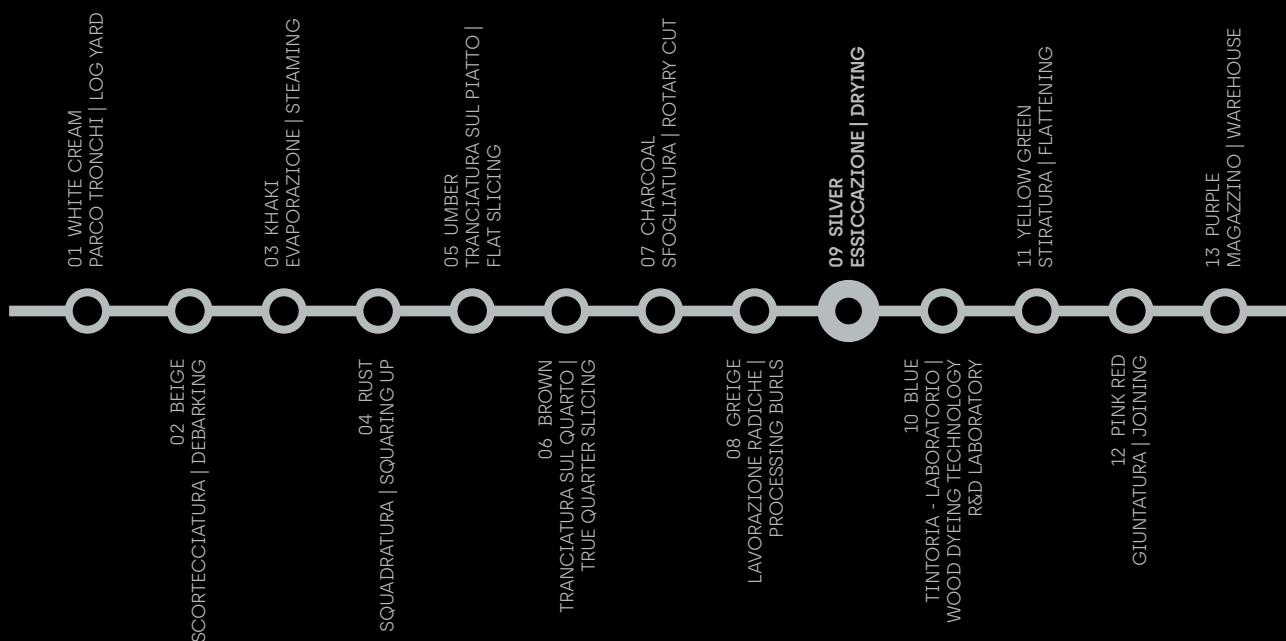 01 WHITE CREAM
PARCO TRONCHI | LOG YARD
02 BEIGE
SCORTECCIATURA | DEBARKING
03 KHAKI
EVAPORAZIONE | STEAMING
04 RUST
SQUADRATURA | SQUARING UP
05 UMBER
TRANCIATURA SUL PIATTO |
FLAT SLICING
06 BROWN
TRANCIATURA SUL QUARTO |
TRUE QUARTER SLICING
07 CHARCOAL
SFOGLIATURA | ROTARY CUT
08 GREIGE
LAVORAZIONE RADICHE |
PROCESSING BURLS
09 SILVER
ESSICCAZIONE | DRYING
10 BLUE
TINTORIA - LABORATORIO |
WOOD DYEING TECHNOLOGY
R&D LABORATORY
11 YELLOW GREEN
STIRATURA | FLATTENING
12 PINK RED
GIUNTATURA | JOINING
13 PURPLE
MAGAZZINO | WAREHOUSE